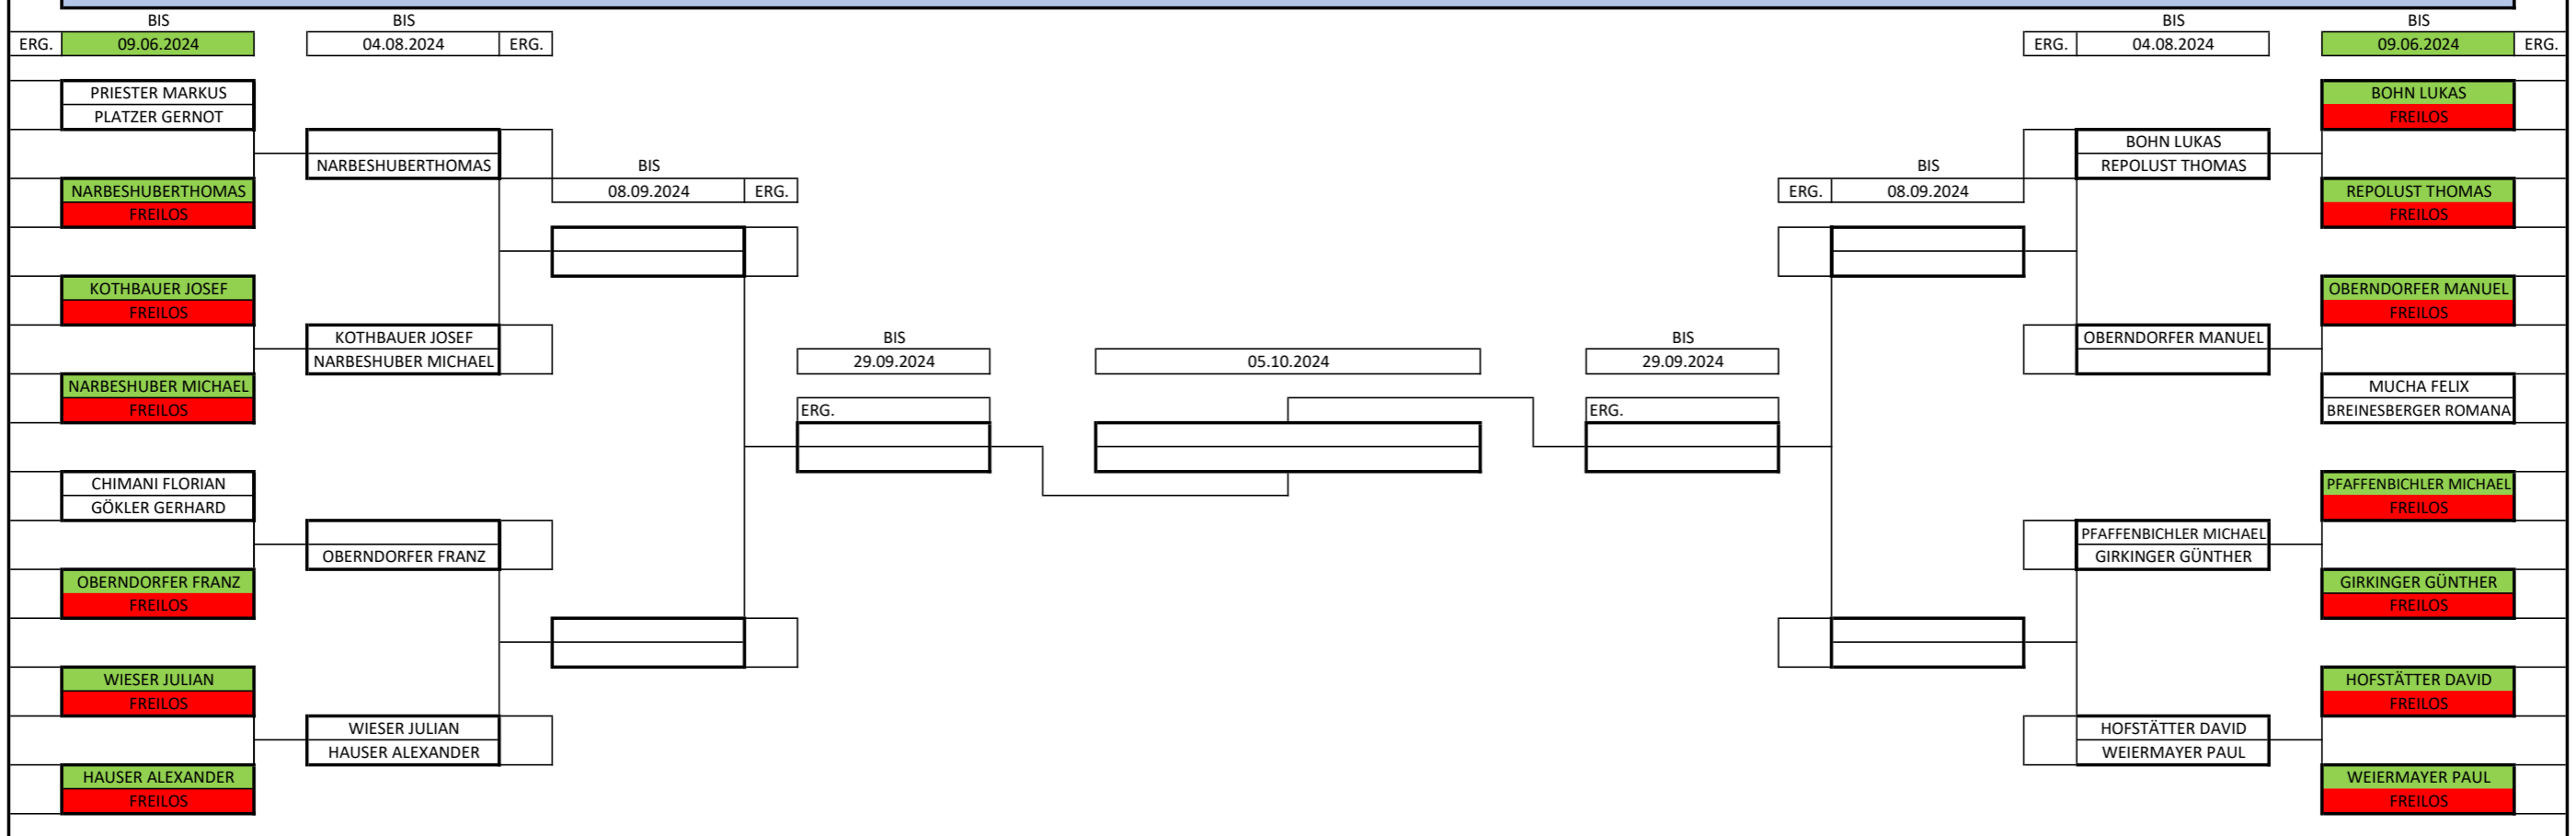 BIS BIS BIS BIS
ERG. 09.06.2024 04.08.2024 ERG. ERG. 04.08.2024 09.06.2024 ERG.
PRIESTER MARKUS BOHN LUKAS
PLATZER GERNOT FREILOS
BOHN LUKAS
NARBESHUBERTHOMAS BIS BIS REPOLUST THOMAS
NARBESHUBERTHOMAS 08.09.2024 ERG. ERG. 08.09.2024 REPOLUST THOMAS
FREILOS FREILOS
KOTHBAUER JOSEF OBERNDORFER MANUEL
FREILOS FREILOS
KOTHBAUER JOSEF BIS BIS OBERNDORFER MANUEL
NARBESHUBER MICHAEL 29.09.2024 05.10.2024 29.09.2024
NARBESHUBER MICHAEL MUCHA FELIX
FREILOS ERG. ERG. BREINESBERGER ROMANA
CHIMANI FLORIAN PFAFFENBICHLER MICHAEL
GÖKLER GERHARD FREILOS
PFAFFENBICHLER MICHAEL
OBERNDORFER FRANZ GIRKINGER GÜNTHER
OBERNDORFER FRANZ GIRKINGER GÜNTHER
FREILOS FREILOS
WIESER JULIAN HOFSTÄTTER DAVID
FREILOS FREILOS
WIESER JULIAN HOFSTÄTTER DAVID
HAUSER ALEXANDER WEIERMAYER PAUL
HAUSER ALEXANDER WEIERMAYER PAUL
FREILOS FREILOS